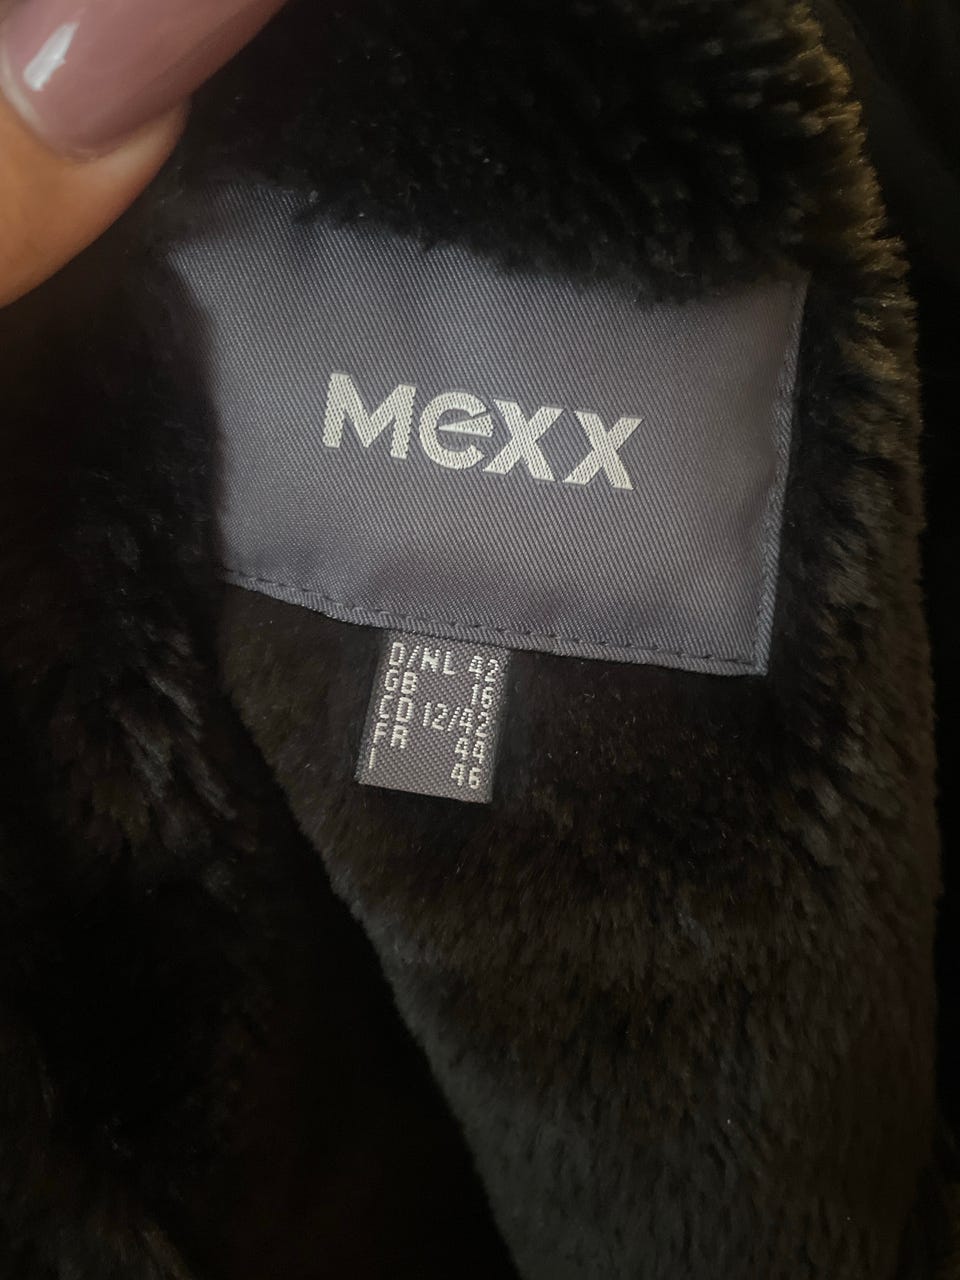 Mexx
D/NL 42
GB 16
CD 12/42
FR 44
I 46